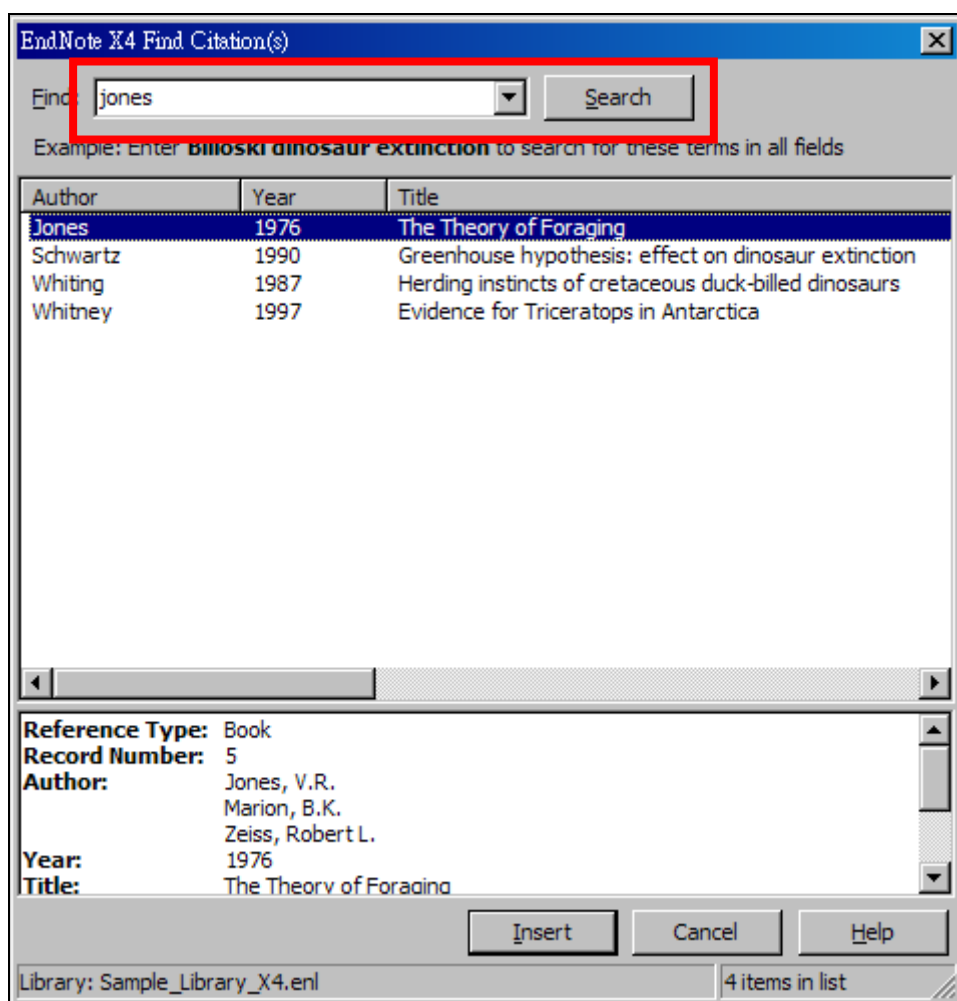 EndNote X4 Find Citation(s)
Find: jones Search
Example: Enter Bilioski dinosaur extinction to search for these terms in all fields
Author Year Title
Jones 1976 The Theory of Foraging
Schwartz 1990 Greenhouse hypothesis: effect on dinosaur extinction
Whiting 1987 Herding instincts of cretaceous duck-billed dinosaurs
Whitney 1997 Evidence for Triceratops in Antarctica
Reference Type: Book
Record Number: 5
Author: Jones, V.R.
Marion, B.K.
Zeiss, Robert L.
Year: 1976
Title: The Theory of Foraging
Insert Cancel Help
Library: Sample_Library_X4.enl 4 items in list